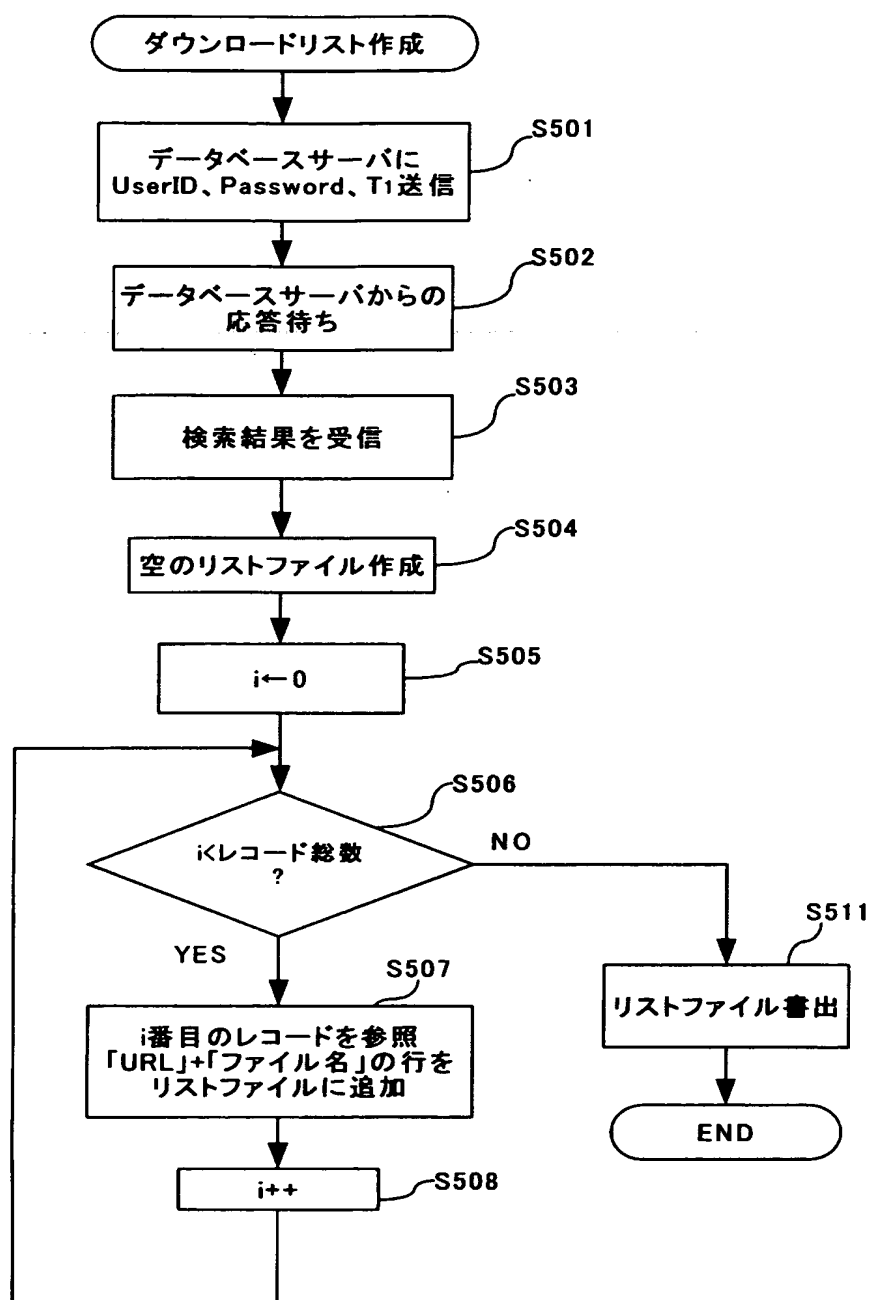 ダウンロードリスト作成
S501
データベースサーバに
UserID、Password、T1送信
S502
データベースサーバからの
応答待ち
S503
検索結果を受信
S504
空のリストファイル作成
S505
i←0
S506
i<レコード総数
?
NO
YES
S511
リストファイル書出
S507
i番目のレコードを参照
「URL」+「ファイル名」の行を
リストファイルに追加
END
S508
i++